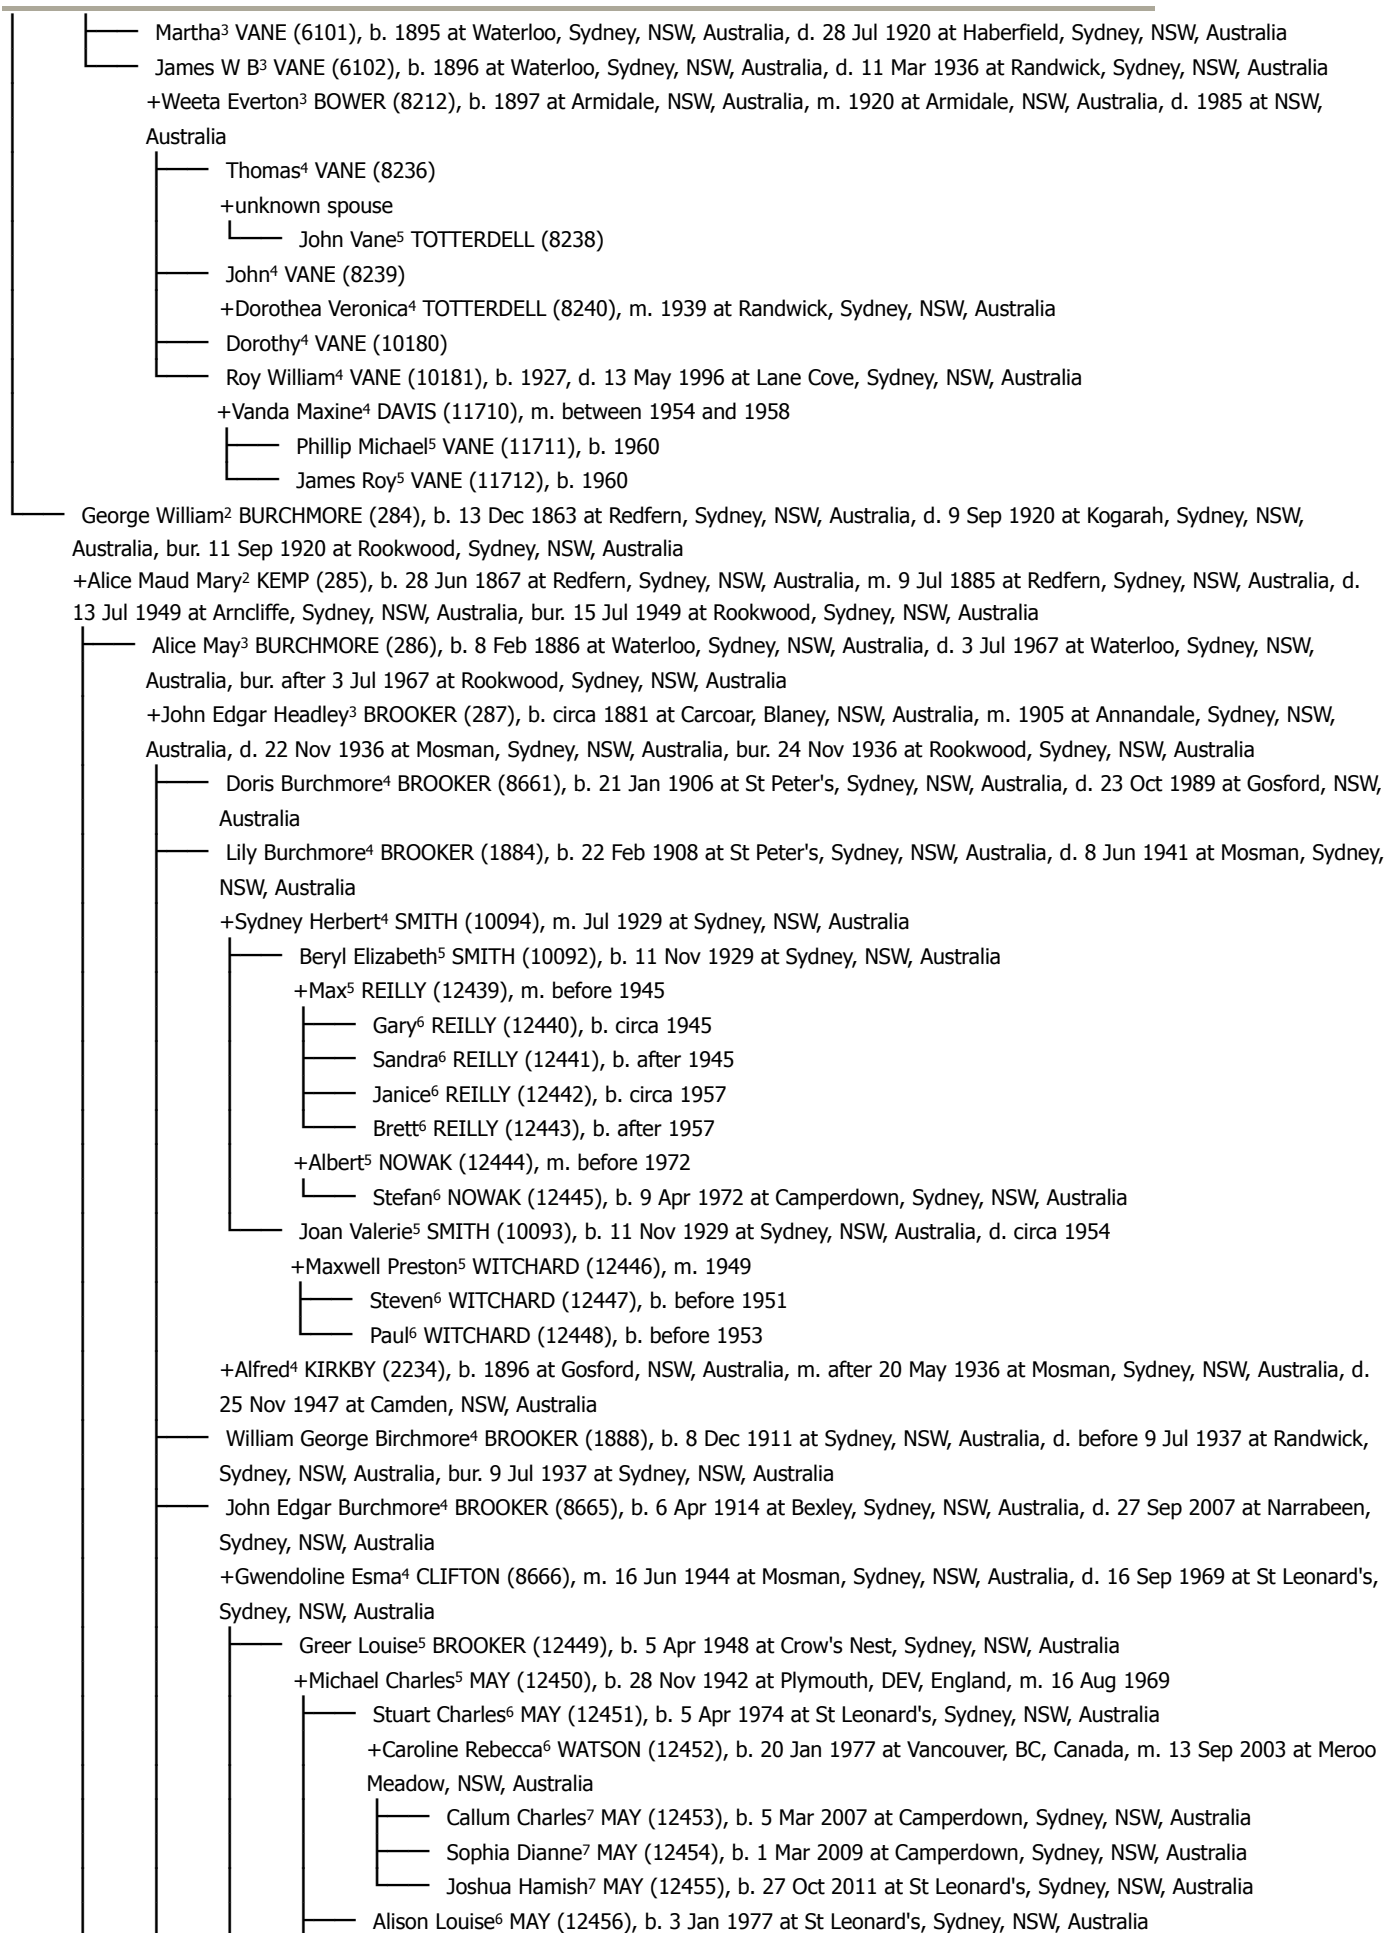 Martha³ VANE (6101), b. 1895 at Waterloo, Sydney, NSW, Australia, d. 28 Jul 1920 at Haberfield, Sydney, NSW, Australia
James W B³ VANE (6102), b. 1896 at Waterloo, Sydney, NSW, Australia, d. 11 Mar 1936 at Randwick, Sydney, NSW, Australia
+Weeta Everton³ BOWER (8212), b. 1897 at Armidale, NSW, Australia, m. 1920 at Armidale, NSW, Australia, d. 1985 at NSW,
Australia
Thomas⁴ VANE (8236)
+unknown spouse
John Vane⁵ TOTTERDELL (8238)
John⁴ VANE (8239)
+Dorothea Veronica⁴ TOTTERDELL (8240), m. 1939 at Randwick, Sydney, NSW, Australia
Dorothy⁴ VANE (10180)
Roy William⁴ VANE (10181), b. 1927, d. 13 May 1996 at Lane Cove, Sydney, NSW, Australia
+Vanda Maxine⁴ DAVIS (11710), m. between 1954 and 1958
Phillip Michael⁵ VANE (11711), b. 1960
James Roy⁵ VANE (11712), b. 1960
George William² BURCHMORE (284), b. 13 Dec 1863 at Redfern, Sydney, NSW, Australia, d. 9 Sep 1920 at Kogarah, Sydney, NSW,
Australia, bur. 11 Sep 1920 at Rookwood, Sydney, NSW, Australia
+Alice Maud Mary² KEMP (285), b. 28 Jun 1867 at Redfern, Sydney, NSW, Australia, m. 9 Jul 1885 at Redfern, Sydney, NSW, Australia, d.
13 Jul 1949 at Arncliffe, Sydney, NSW, Australia, bur. 15 Jul 1949 at Rookwood, Sydney, NSW, Australia
Alice May³ BURCHMORE (286), b. 8 Feb 1886 at Waterloo, Sydney, NSW, Australia, d. 3 Jul 1967 at Waterloo, Sydney, NSW,
Australia, bur. after 3 Jul 1967 at Rookwood, Sydney, NSW, Australia
+John Edgar Headley³ BROOKER (287), b. circa 1881 at Carcoar, Blaney, NSW, Australia, m. 1905 at Annandale, Sydney, NSW,
Australia, d. 22 Nov 1936 at Mosman, Sydney, NSW, Australia, bur. 24 Nov 1936 at Rookwood, Sydney, NSW, Australia
Doris Burchmore⁴ BROOKER (8661), b. 21 Jan 1906 at St Peter's, Sydney, NSW, Australia, d. 23 Oct 1989 at Gosford, NSW,
Australia
Lily Burchmore⁴ BROOKER (1884), b. 22 Feb 1908 at St Peter's, Sydney, NSW, Australia, d. 8 Jun 1941 at Mosman, Sydney,
NSW, Australia
+Sydney Herbert⁴ SMITH (10094), m. Jul 1929 at Sydney, NSW, Australia
Beryl Elizabeth⁵ SMITH (10092), b. 11 Nov 1929 at Sydney, NSW, Australia
+Max⁵ REILLY (12439), m. before 1945
Gary⁶ REILLY (12440), b. circa 1945
Sandra⁶ REILLY (12441), b. after 1945
Janice⁶ REILLY (12442), b. circa 1957
Brett⁶ REILLY (12443), b. after 1957
+Albert⁵ NOWAK (12444), m. before 1972
Stefan⁶ NOWAK (12445), b. 9 Apr 1972 at Camperdown, Sydney, NSW, Australia
Joan Valerie⁵ SMITH (10093), b. 11 Nov 1929 at Sydney, NSW, Australia, d. circa 1954
+Maxwell Preston⁵ WITCHARD (12446), m. 1949
Steven⁶ WITCHARD (12447), b. before 1951
Paul⁶ WITCHARD (12448), b. before 1953
+Alfred⁴ KIRKBY (2234), b. 1896 at Gosford, NSW, Australia, m. after 20 May 1936 at Mosman, Sydney, NSW, Australia, d.
25 Nov 1947 at Camden, NSW, Australia
William George Birchmore⁴ BROOKER (1888), b. 8 Dec 1911 at Sydney, NSW, Australia, d. before 9 Jul 1937 at Randwick,
Sydney, NSW, Australia, bur. 9 Jul 1937 at Sydney, NSW, Australia
John Edgar Burchmore⁴ BROOKER (8665), b. 6 Apr 1914 at Bexley, Sydney, NSW, Australia, d. 27 Sep 2007 at Narrabeen,
Sydney, NSW, Australia
+Gwendoline Esma⁴ CLIFTON (8666), m. 16 Jun 1944 at Mosman, Sydney, NSW, Australia, d. 16 Sep 1969 at St Leonard's,
Sydney, NSW, Australia
Greer Louise⁵ BROOKER (12449), b. 5 Apr 1948 at Crow's Nest, Sydney, NSW, Australia
+Michael Charles⁵ MAY (12450), b. 28 Nov 1942 at Plymouth, DEV, England, m. 16 Aug 1969
Stuart Charles⁶ MAY (12451), b. 5 Apr 1974 at St Leonard's, Sydney, NSW, Australia
+Caroline Rebecca⁶ WATSON (12452), b. 20 Jan 1977 at Vancouver, BC, Canada, m. 13 Sep 2003 at Meroo
Meadow, NSW, Australia
Callum Charles⁷ MAY (12453), b. 5 Mar 2007 at Camperdown, Sydney, NSW, Australia
Sophia Dianne⁷ MAY (12454), b. 1 Mar 2009 at Camperdown, Sydney, NSW, Australia
Joshua Hamish⁷ MAY (12455), b. 27 Oct 2011 at St Leonard's, Sydney, NSW, Australia
Alison Louise⁶ MAY (12456), b. 3 Jan 1977 at St Leonard's, Sydney, NSW, Australia